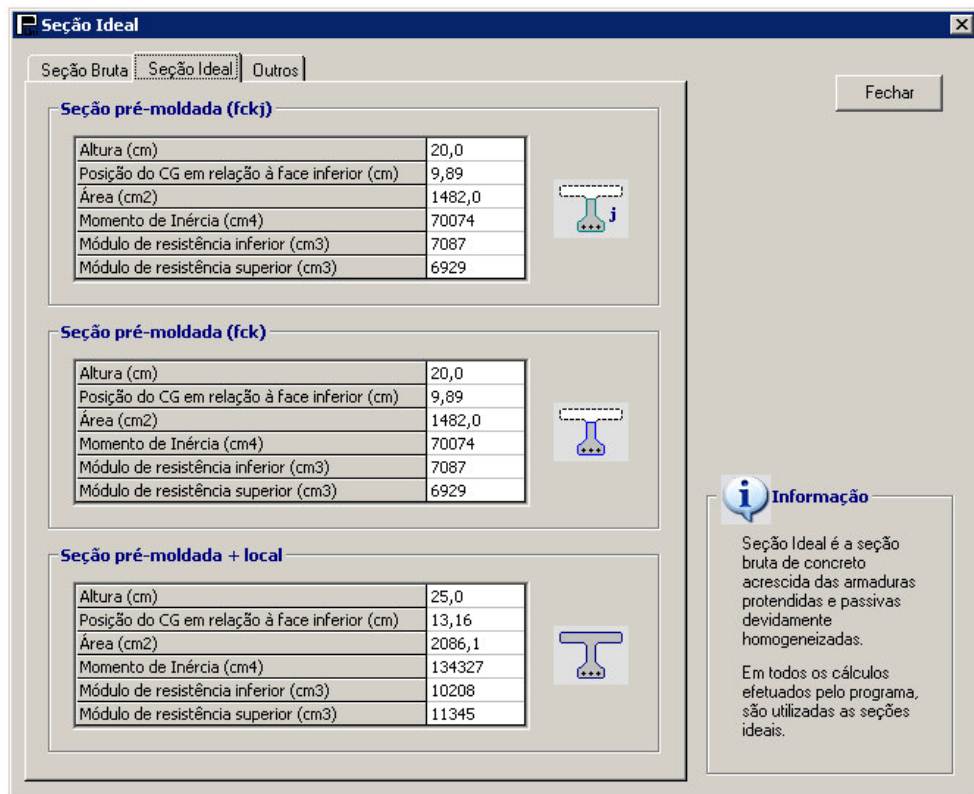 Seção Ideal
Seção Bruta Seção Ideal Outros
Fechar
Seção pré-moldada (fckj)
Altura (cm) 20,0
Posição do CG em relação à face inferior (cm) 9,89
Área (cm2) 1482,0
Momento de Inércia (cm4) 70074
Módulo de resistência inferior (cm3) 7087
Módulo de resistência superior (cm3) 6929
j
Seção pré-moldada (fck)
Altura (cm) 20,0
Posição do CG em relação à face inferior (cm) 9,89
Área (cm2) 1482,0
Momento de Inércia (cm4) 70074
Módulo de resistência inferior (cm3) 7087
Módulo de resistência superior (cm3) 6929
Seção pré-moldada + local
Altura (cm) 25,0
Posição do CG em relação à face inferior (cm) 13,16
Área (cm2) 2086,1
Momento de Inércia (cm4) 134327
Módulo de resistência inferior (cm3) 10208
Módulo de resistência superior (cm3) 11345
Informação
Seção Ideal é a seção
bruta de concreto
acrescida das armaduras
protendidas e passivas
devidamente
homogeneizadas.
Em todos os cálculos
efetuados pelo programa,
são utilizadas as seções
ideais.